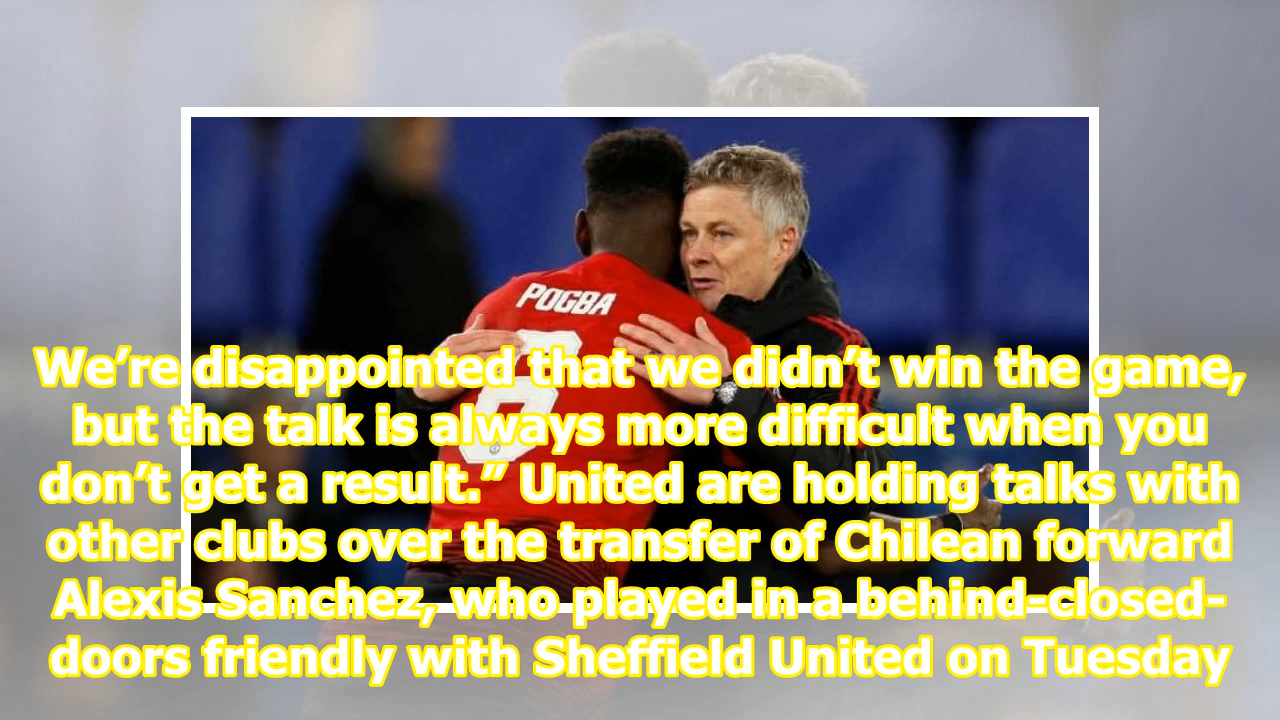 POGBA
6
We’re disappointed that we didn’t win the game,
but the talk is always more difficult when you
don’t get a result.” United are holding talks with
other clubs over the transfer of Chilean forward
Alexis Sanchez, who played in a behind-closed-
doors friendly with Sheffield United on Tuesday